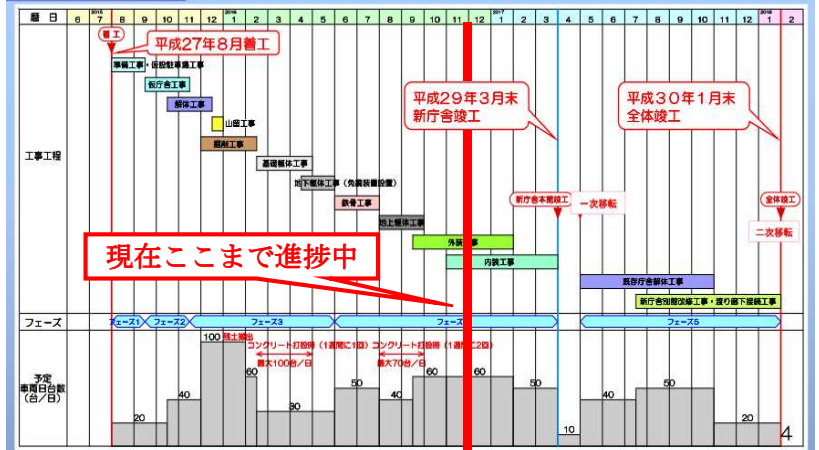 暦 日 6 2015 7 8 9 10 11 12 2016 1 2 3 4 5 6 7 8 9 10 11 12 2017 1 2 3 4 5 6 7 8 9 10 11 12 2018 1 2
着工
平成27年8月着工
準備工事・仮設駐車場工事
仮庁舎工事
解体工事
平成29年3月末
新庁舎竣工
平成30年1月末
全体竣工
山留工事
掘削工事
工事工程
基礎躯体工事
地下躯体工事(免震装置設置)
鉄骨工事
新庁舎本館竣工
一次移転
全体竣工
地上躯体工事
二次移転
外装工事
現在ここまで進捗中
内装工事
既存庁舎解体工事
新庁舎別館改修工事・渡り廊下接続工事
フェーズ
フェーズ1 フェーズ2 フェーズ3 フェーズ フェーズ5
100 残土搬出
コンクリート打設時(1週間に1回) コンクリート打設時(1週間に2回)
最大100台/日 最大70台/日
予定
車両日台数
(台/日)
20 40 60 30 50 40 60 60 50 10 40 50 20
4